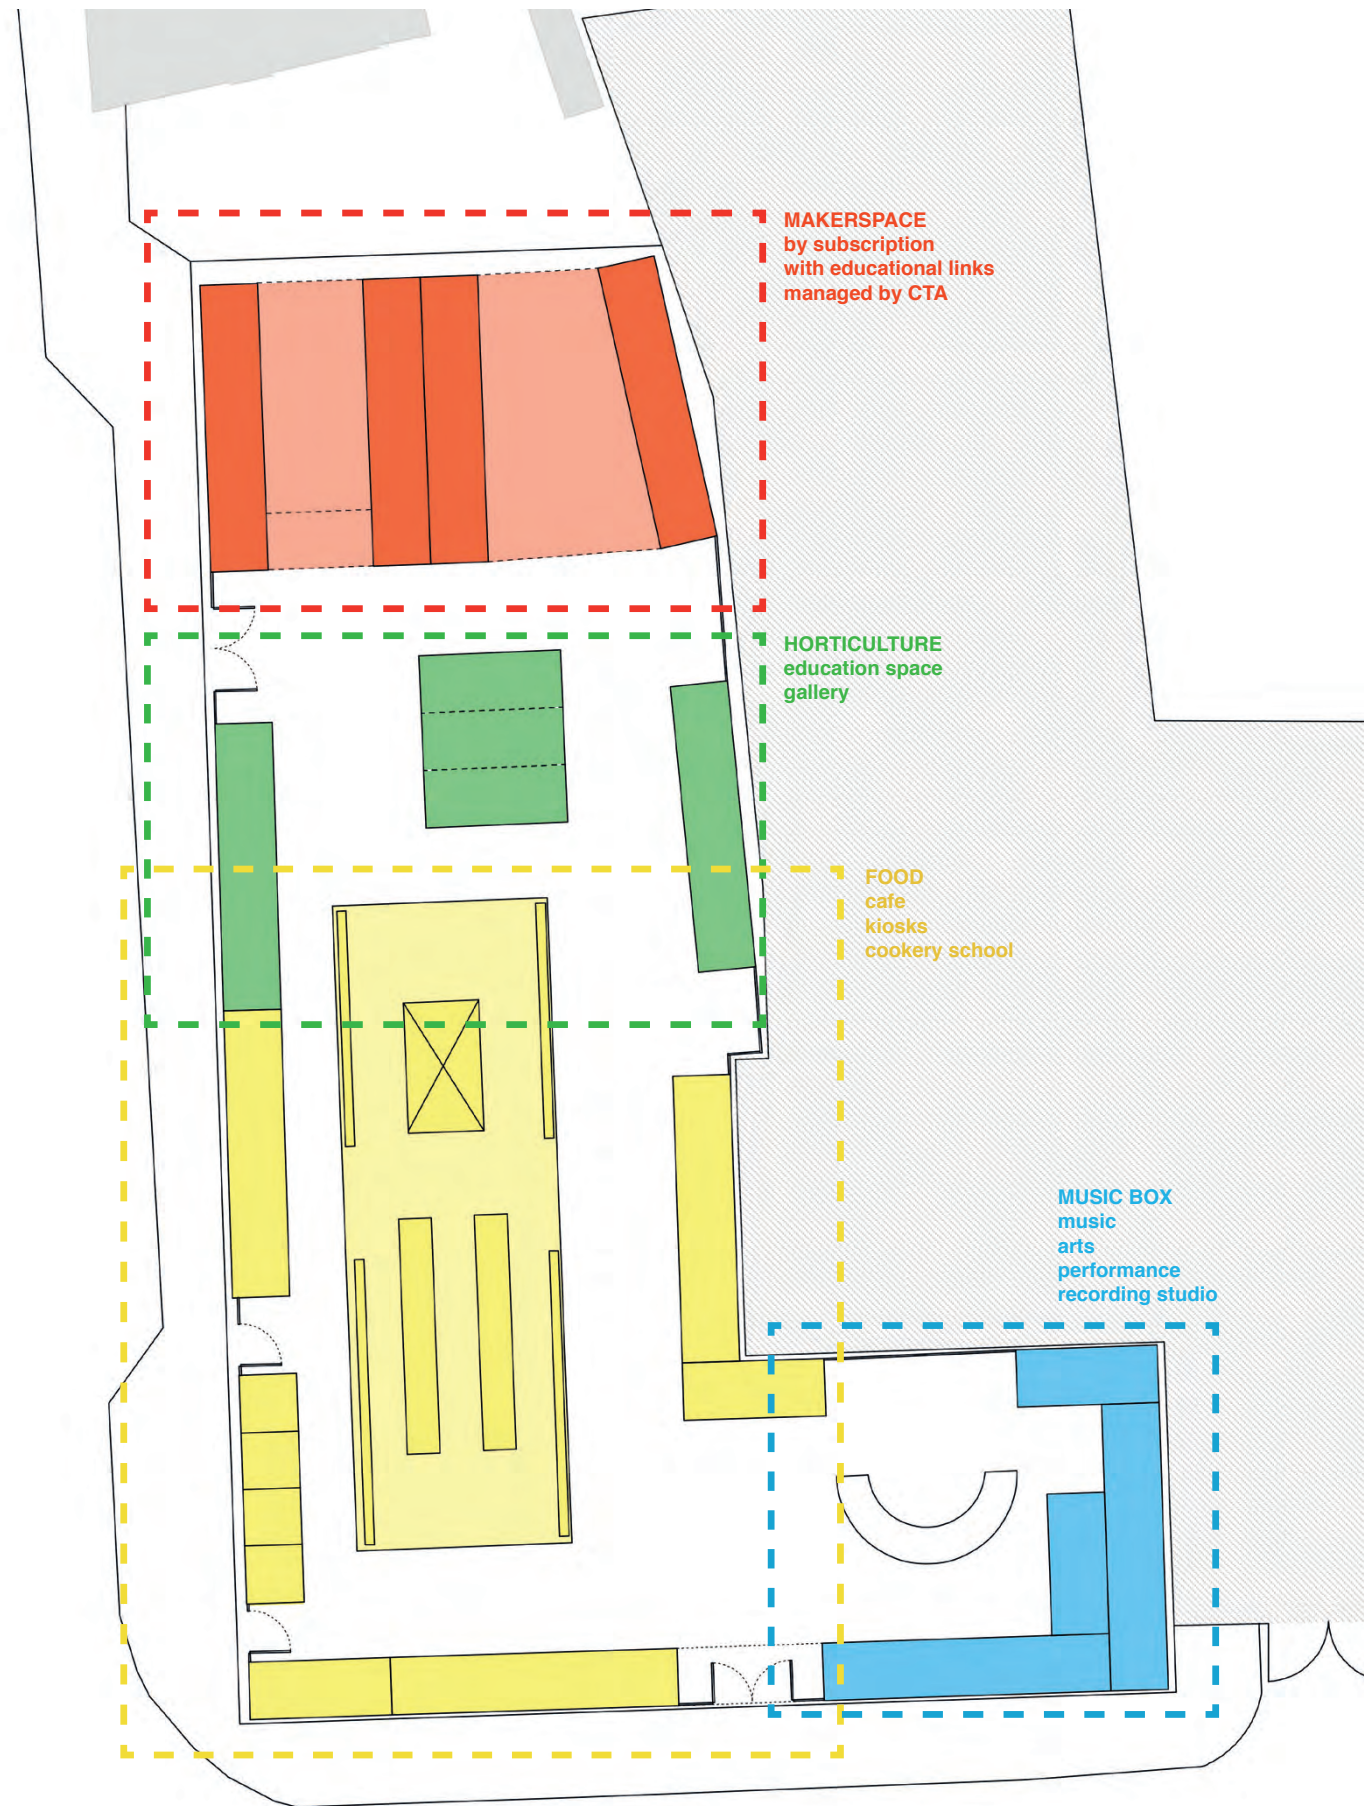 MAKERSPACE
by subscription
with educational links
managed by CTA
HORTICULTURE
education space
gallery
FOOD
cafe
kiosks
cookery school
MUSIC BOX
music
arts
performance
recording studio